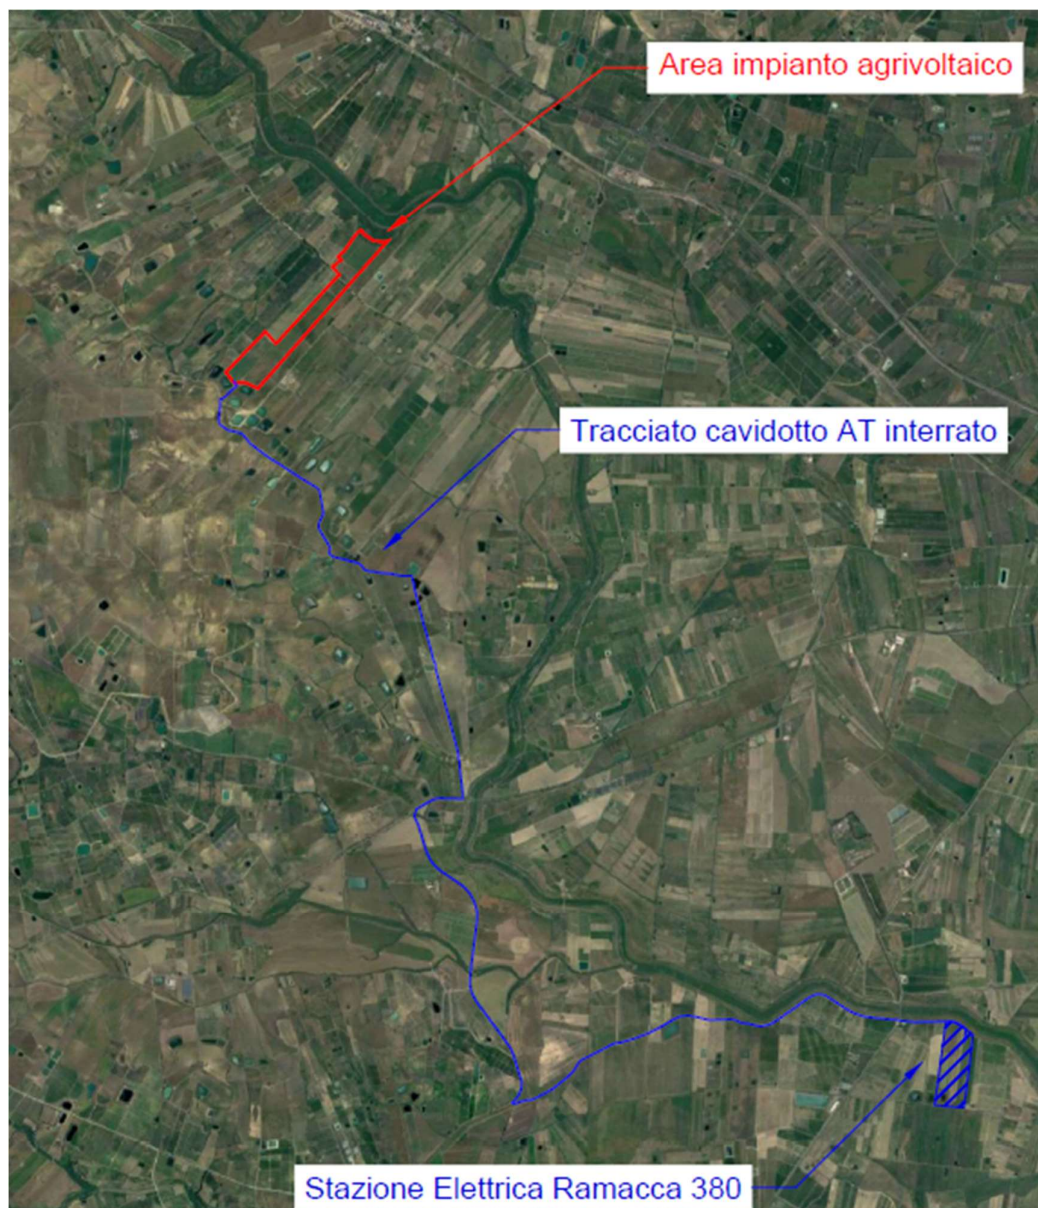 Area impianto agrivoltaico
Tracciato cavidotto AT interrato
Stazione Elettrica Ramacca 380